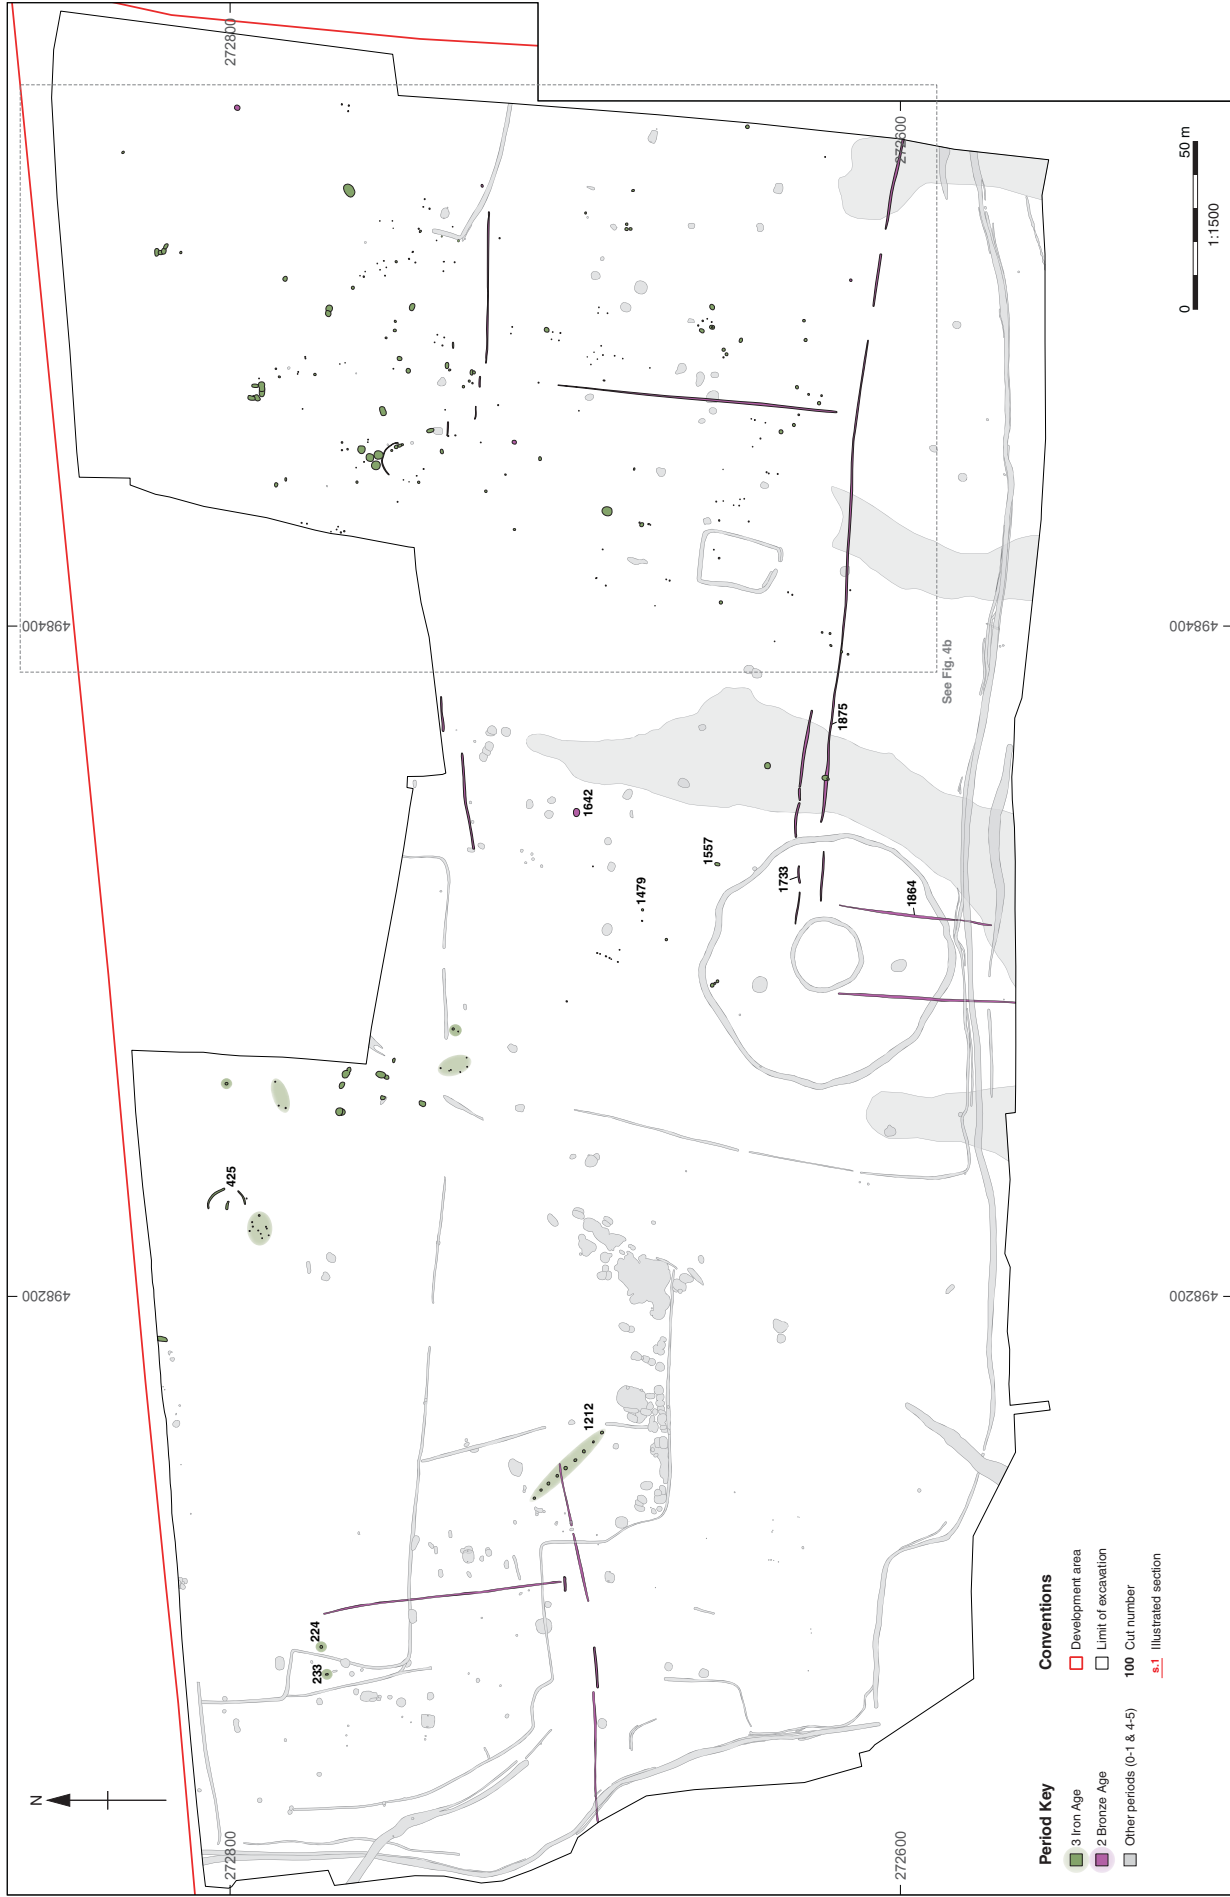 N
272800
272800
272600
272600
498400
498400
498200
498200
See Fig. 4b
425
224
233
1212
1642
1479
1557
1733
1875
1864
0
50 m
1:1500
Period Key
3 Iron Age
2 Bronze Age
Other periods (0-1 & 4-5)
Conventions
Development area
Limit of excavation
100 Cut number
s.1 Illustrated section